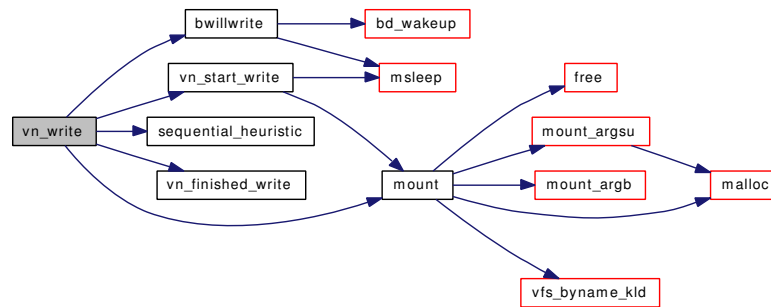 bwillwrite
bd_wakeup
vn_start_write
msleep
free
vn_write
sequential_heuristic
mount_argsu
vn_finished_write
mount
mount_argb
malloc
vfs_byname_kld